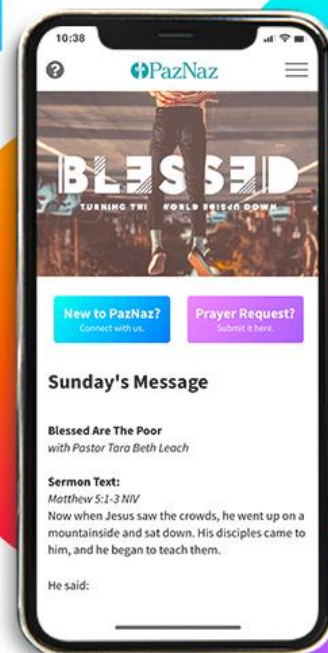 10:38
PazNaz
BLESSED
TURNING THE WORLD UPSIDE DOWN
New to PazNaz?
Connect with us.
Prayer Request?
Submit it here.
Sunday's Message
Blessed Are The Poor
with Pastor Tara Beth Leach
Sermon Text:
Matthew 5:1-3 NIV
Now when Jesus saw the crowds, he went up on a
mountainside and sat down. His disciples came to
him, and he began to teach them.
He said: